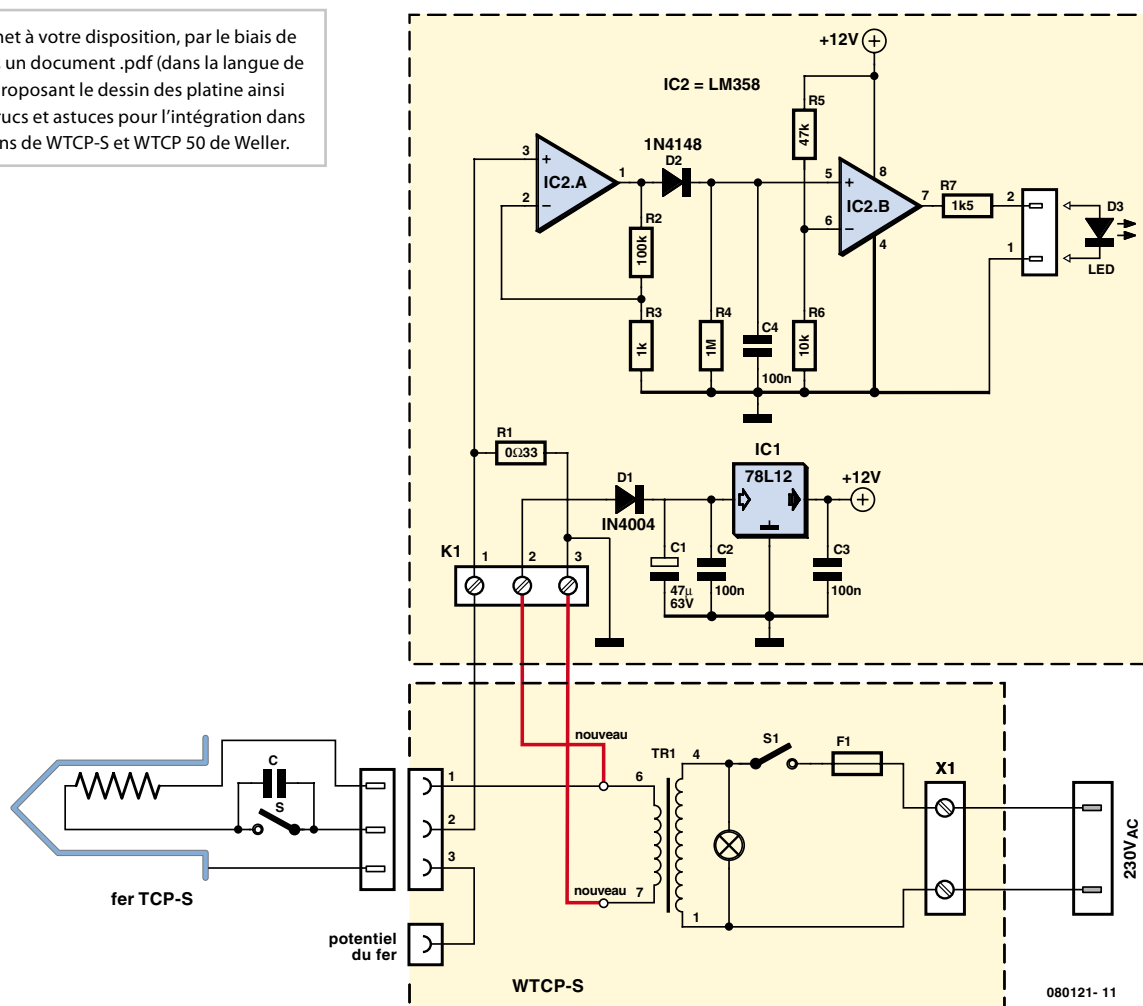 net à votre disposition, par le biais de
un document .pdf (dans la langue de
roposant le dessin des platine ainsi
rucs et astuces pour l'intégration dans
ns de WTCP-S et WTCP 50 de Weller.
+12V
IC2 = LM358
R5
47k
1N4148
D2
3
+
IC2.A
1
2
–
5
+
IC2.B
8
7
6
–
4
R7
1k5
2
1
D3
LED
R2
100k
R3
1k
R4
1M
C4
100n
R6
10k
R1
0Ω33
IC1
78L12
+12V
D1
IN4004
C1
47µ
63V
C2
100n
C3
100n
K1
1
2
3
nouveau
TR1
4
S1
F1
X1
6
C
S
1
2
3
nouveau
7
1
230VAC
fer TCP-S
potentiel
du fer
WTCP-S
080121- 11